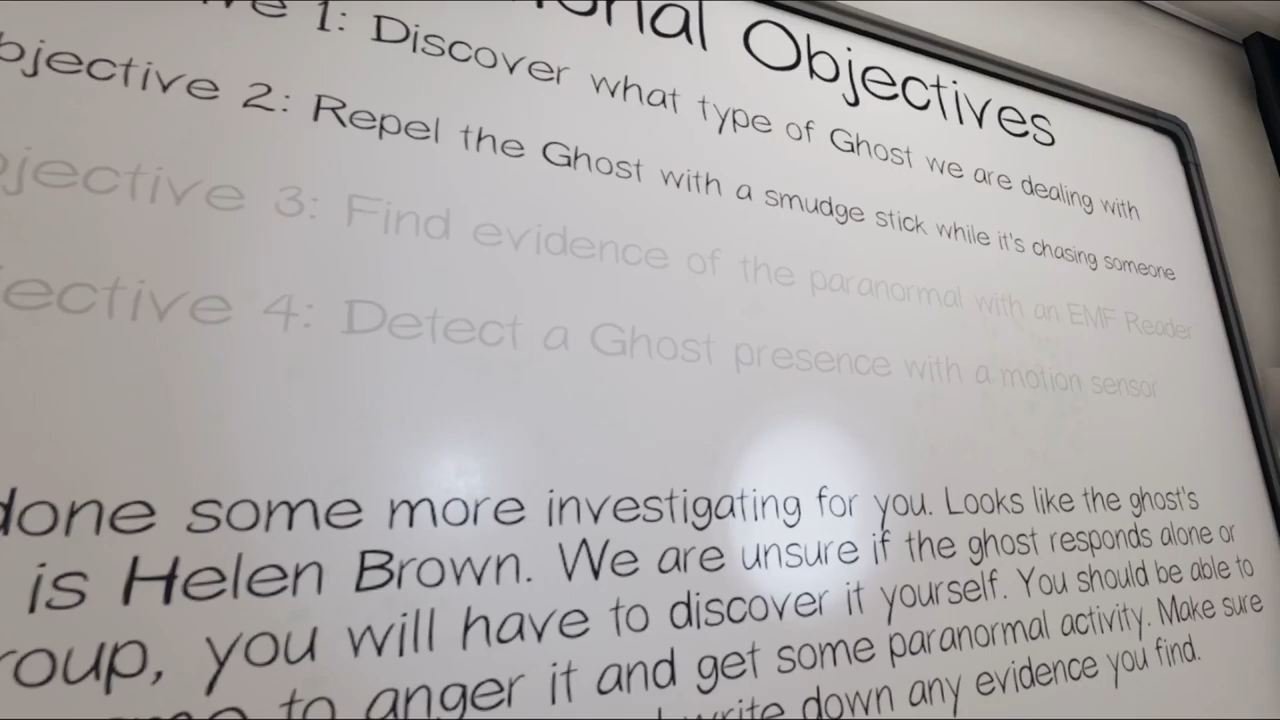 Objectives
1: Discover what type of Ghost we are dealing with
2: Repel the Ghost with a smudge stick while it's chasing someone
3: Find evidence of the paranormal with an EMF Reader
4: Detect a Ghost presence with a motion sensor
done some more investigating for you. Looks like the ghost's
is Helen Brown. We are unsure if the ghost responds alone or
you will have to discover it yourself. You should be able to
to anger it and get some paranormal activity. Make sure
write down any evidence you find.